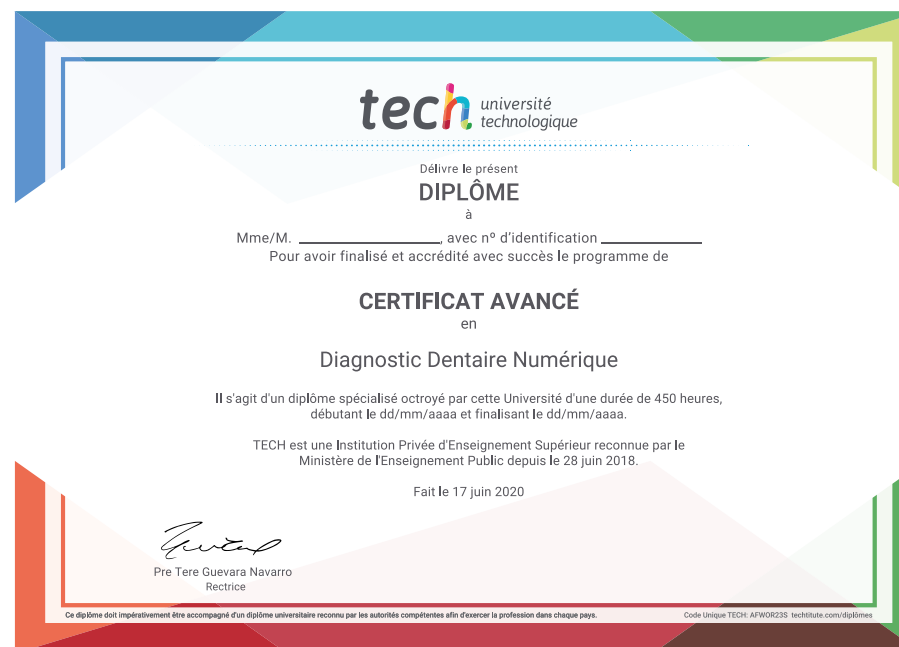 tech université
technologique
Délivre le présent
DIPLÔME
à
Mme/M. ____________________, avec nº d'identification ______________
Pour avoir finalisé et accrédité avec succès le programme de
CERTIFICAT AVANCÉ
en
Diagnostic Dentaire Numérique
Il s'agit d'un diplôme spécialisé octroyé par cette Université d'une durée de 450 heures,
débutant le dd/mm/aaaa et finalisant le dd/mm/aaaa.
TECH est une Institution Privée d'Enseignement Supérieur reconnue par le
Ministère de l'Enseignement Public depuis le 28 juin 2018.
Fait le 17 juin 2020
Pre Tere Guevara Navarro
Rectrice
Ce diplôme doit impérativement être accompagné d'un diplôme universitaire reconnu par les autorités compétentes afin d'exercer la profession dans chaque pays.
Code Unique TECH: AFWOR23S techtitute.com/diplômes